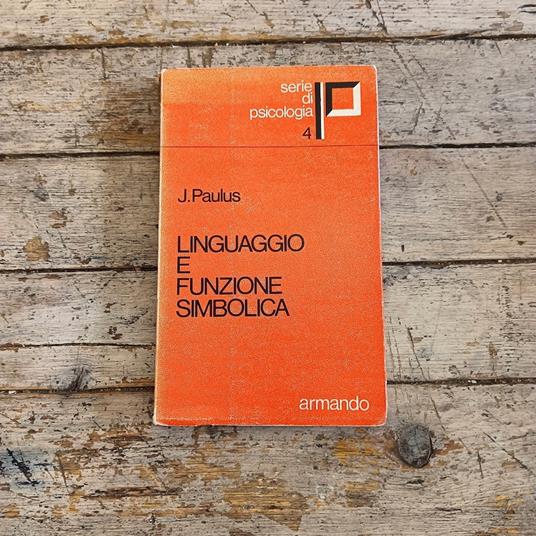 serie
di
psicologia
4
J.Paulus
LINGUAGGIO
E
FUNZIONE
SIMBOLICA
armando